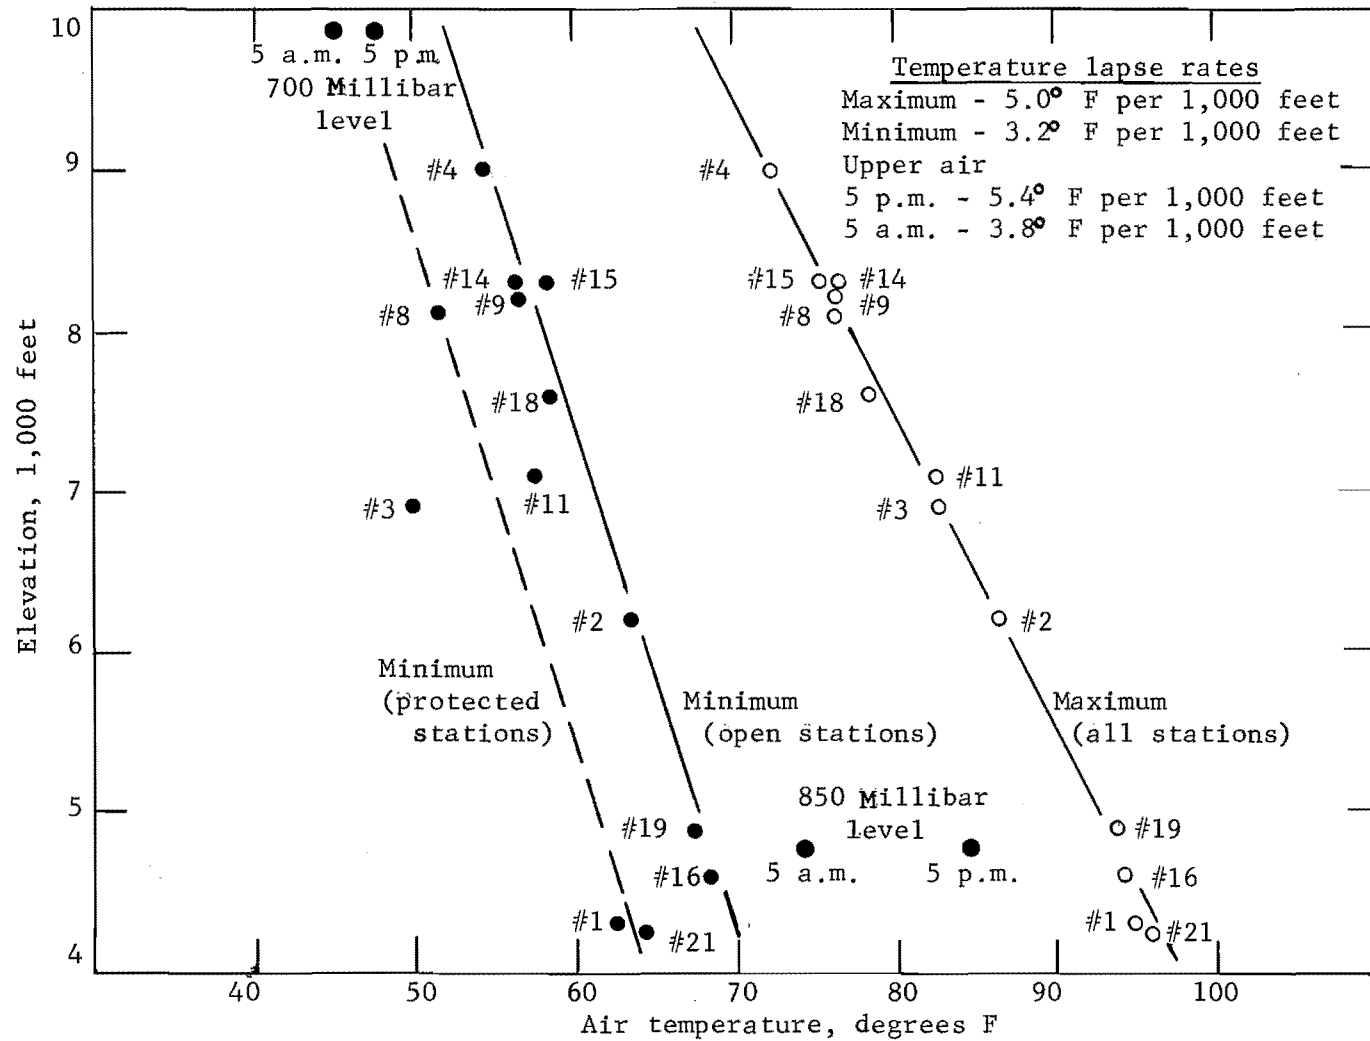 10
5 a.m. 5 p.m.
700 Millibar
level
Temperature lapse rates
Maximum - 5.0° F per 1,000 feet
Minimum - 3.2° F per 1,000 feet
Upper air
5 p.m. - 5.4° F per 1,000 feet
5 a.m. - 3.8° F per 1,000 feet
9
#4
#4
#14
#15
#9
#8
#15
#14
#9
#8
8
#18
#18
Elevation, 1,000 feet
7
#3
#11
#11
#3
#2
#2
6
Minimum
(protected
stations)
Minimum
(open stations)
Maximum
(all stations)
5
850 Millibar
level
5 a.m.
5 p.m.
#19
#16
#19
#16
#1
#21
#1
#21
4
40
50
60
70
80
90
100
Air temperature, degrees F